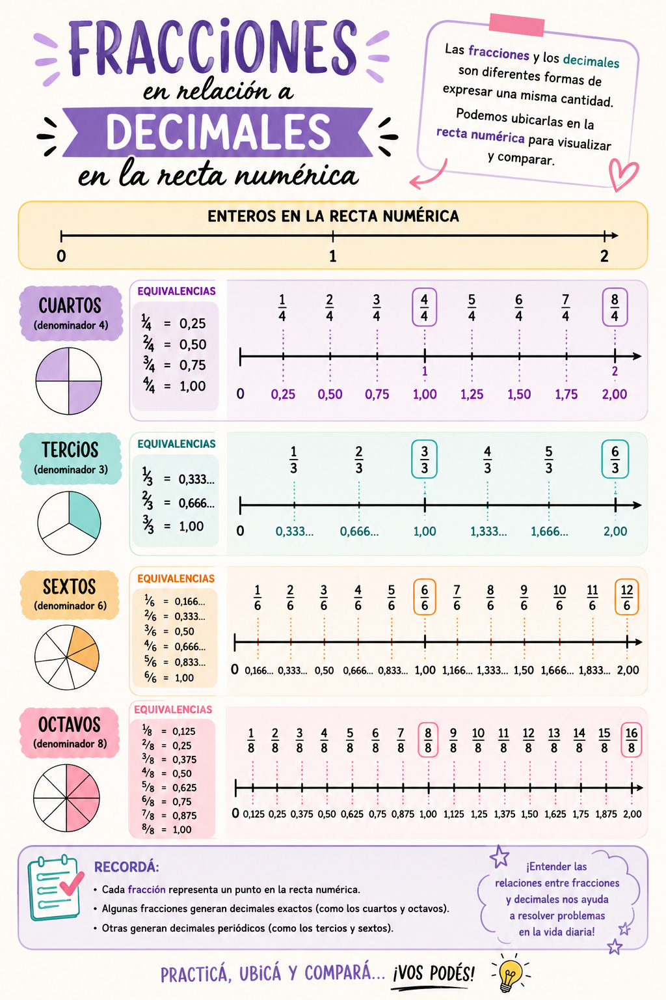 FRACCIONES
en relación a
DECIMALES
en la recta numérica
Las fracciones y los decimales
son diferentes formas de
expresar una misma cantidad.
Podemos ubicarlas en la
recta numérica para visualizar
y comparar.
ENTEROS EN LA RECTA NUMÉRICA
0 1 2
CUARTOS
(denominador 4)
EQUIVALENCIAS
1/4 = 0,25
2/4 = 0,50
3/4 = 0,75
4/4 = 1,00
1/4 2/4 3/4 4/4 5/4 6/4 7/4 8/4
1 2
0 0,25 0,50 0,75 1,00 1,25 1,50 1,75 2,00
TERCIOS
(denominador 3)
EQUIVALENCIAS
1/3 = 0,333...
2/3 = 0,666...
3/3 = 1,00
1/3 2/3 3/3 4/3 5/3 6/3
0 0,333... 0,666... 1,00 1,333... 1,666... 2,00
SEXTOS
(denominador 6)
EQUIVALENCIAS
1/6 = 0,166...
2/6 = 0,333...
3/6 = 0,50
4/6 = 0,666...
5/6 = 0,833...
6/6 = 1,00
1/6 2/6 3/6 4/6 5/6 6/6 7/6 8/6 9/6 10/6 11/6 12/6
0 0,166... 0,333... 0,50 0,666... 0,833... 1,00 1,166... 1,333... 1,50 1,666... 1,833... 2,00
OCTAVOS
(denominador 8)
EQUIVALENCIAS
1/8 = 0,125
2/8 = 0,25
3/8 = 0,375
4/8 = 0,50
5/8 = 0,625
6/8 = 0,75
7/8 = 0,875
8/8 = 1,00
1/8 2/8 3/8 4/8 5/8 6/8 7/8 8/8 9/8 10/8 11/8 12/8 13/8 14/8 15/8 16/8
0 0,125 0,25 0,375 0,50 0,625 0,75 0,875 1,00 1,125 1,25 1,375 1,50 1,625 1,75 1,875 2,00
RECORDÁ:
• Cada fracción representa un punto en la recta numérica.
• Algunas fracciones generan decimales exactos (como los cuartos y octavos).
• Otras generan decimales periódicos (como los tercios y sextos).
¡Entender las
relaciones entre fracciones
y decimales nos ayuda
a resolver problemas
en la vida diaria!
PRACTICÁ, UBICÁ Y COMPARÁ... ¡VOS PODÉS!